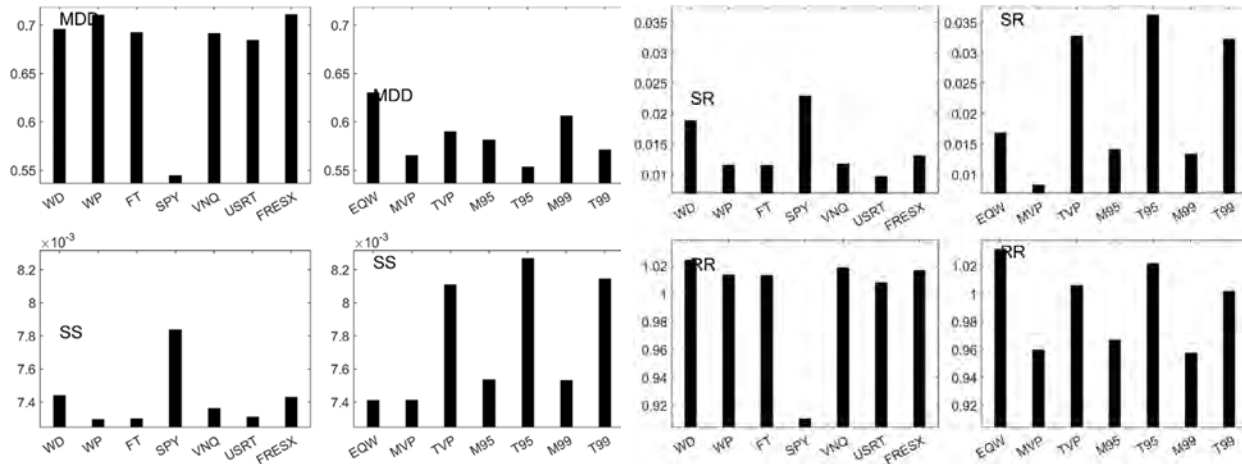 MDD
0.7
0.65
0.6
0.55
WD WP FT SPY VNQ USRT FRESX
MDD
0.7
0.65
0.6
0.55
EQW MVP TVP M95 T95 M99 T99
SR
0.035
0.03
0.025
0.02
0.015
0.01
WD WP FT SPY VNQ USRT FRESX
SR
0.035
0.03
0.025
0.02
0.015
0.01
EQW MVP TVP M95 T95 M99 T99
×10⁻³
SS
8.2
8
7.8
7.6
7.4
WD WP FT SPY VNQ USRT FRESX
×10⁻³
SS
8.2
8
7.8
7.6
7.4
EQW MVP TVP M95 T95 M99 T99
RR
1.02
1
0.98
0.96
0.94
0.92
WD WP FT SPY VNQ USRT FRESX
RR
1.02
1
0.98
0.96
0.94
0.92
EQW MVP TVP M95 T95 M99 T99